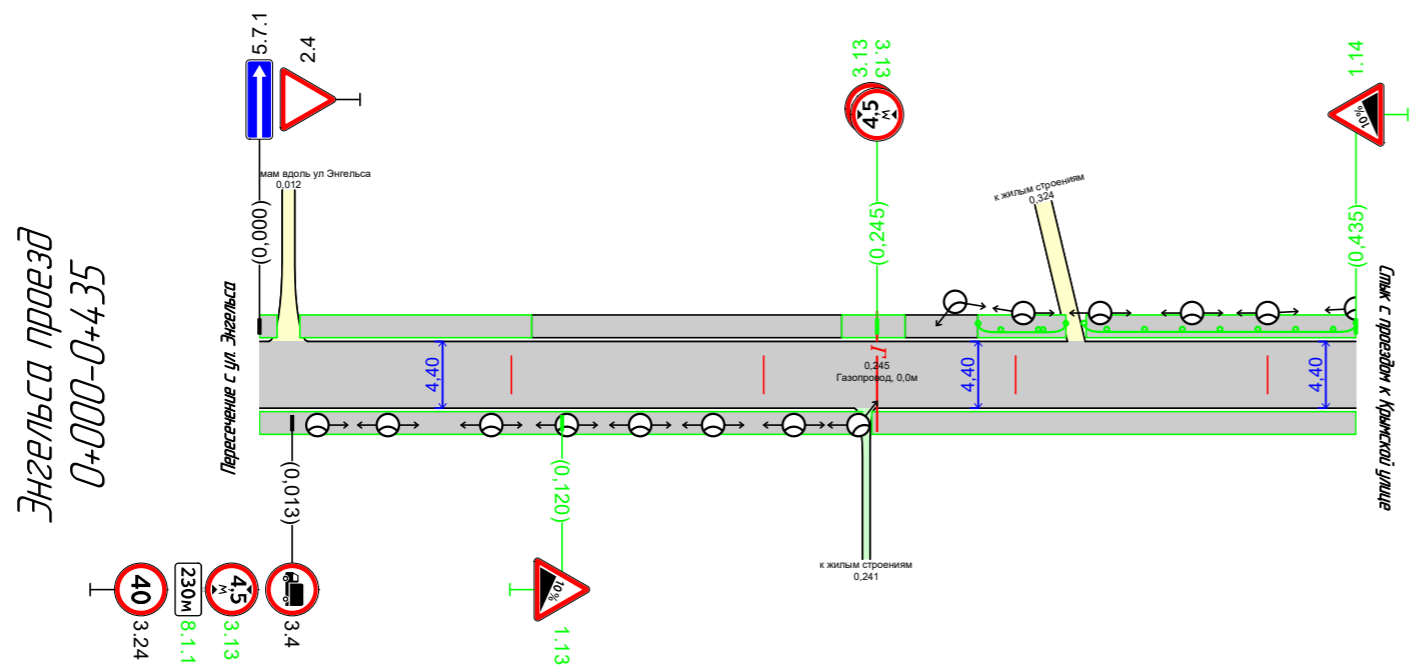 Энгельса проезд
0+000-0+435
Пересечение с ул. Энгельса
5.7.1
2.4
(0,000)
мам вдоль ул Энгельса
0,012
3.13
3.13
4,5
М
(0,245)
к жилым строениям
0,324
1.14
10%
(0,435)
Стык с проездом к Крымской улице
4,40
Г
0,245
Газопровод, 0,0м
4,40
4,40
(0,013)
(0,120)
к жилым строениям
0,241
40
3.24
230м
8.1.1
4,5
М
3.13
3.4
10%
1.13